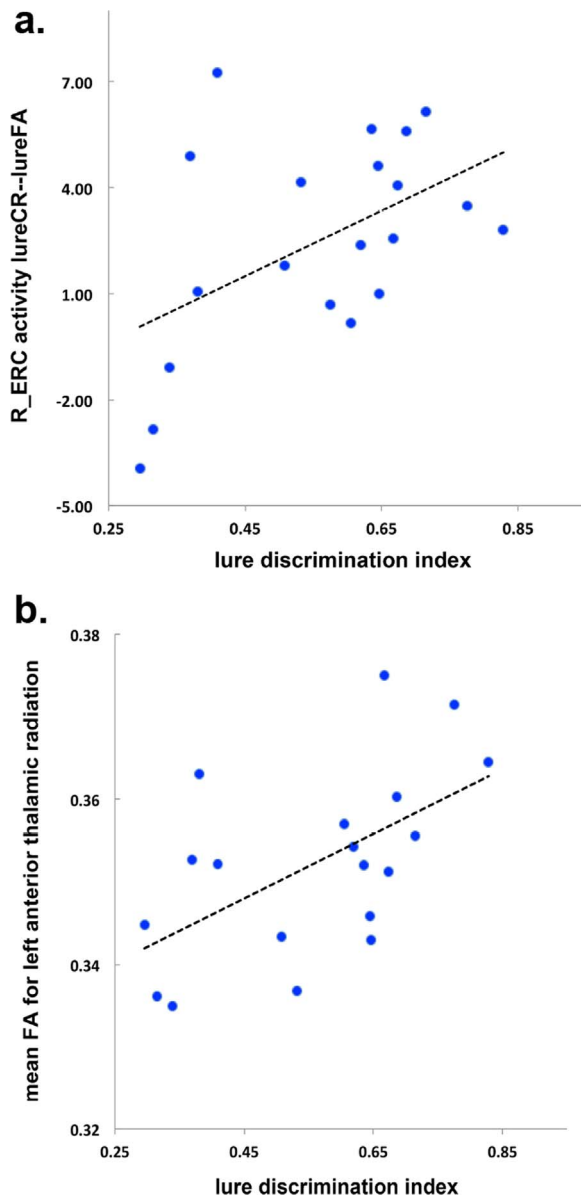 a.
R_ERC activity lureCR--lureFA
7.00
4.00
1.00
-2.00
-5.00
0.25 0.45 0.65 0.85
lure discrimination index
b.
mean FA for left anterior thalamic radiation
0.38
0.36
0.34
0.32
0.25 0.45 0.65 0.85
lure discrimination index